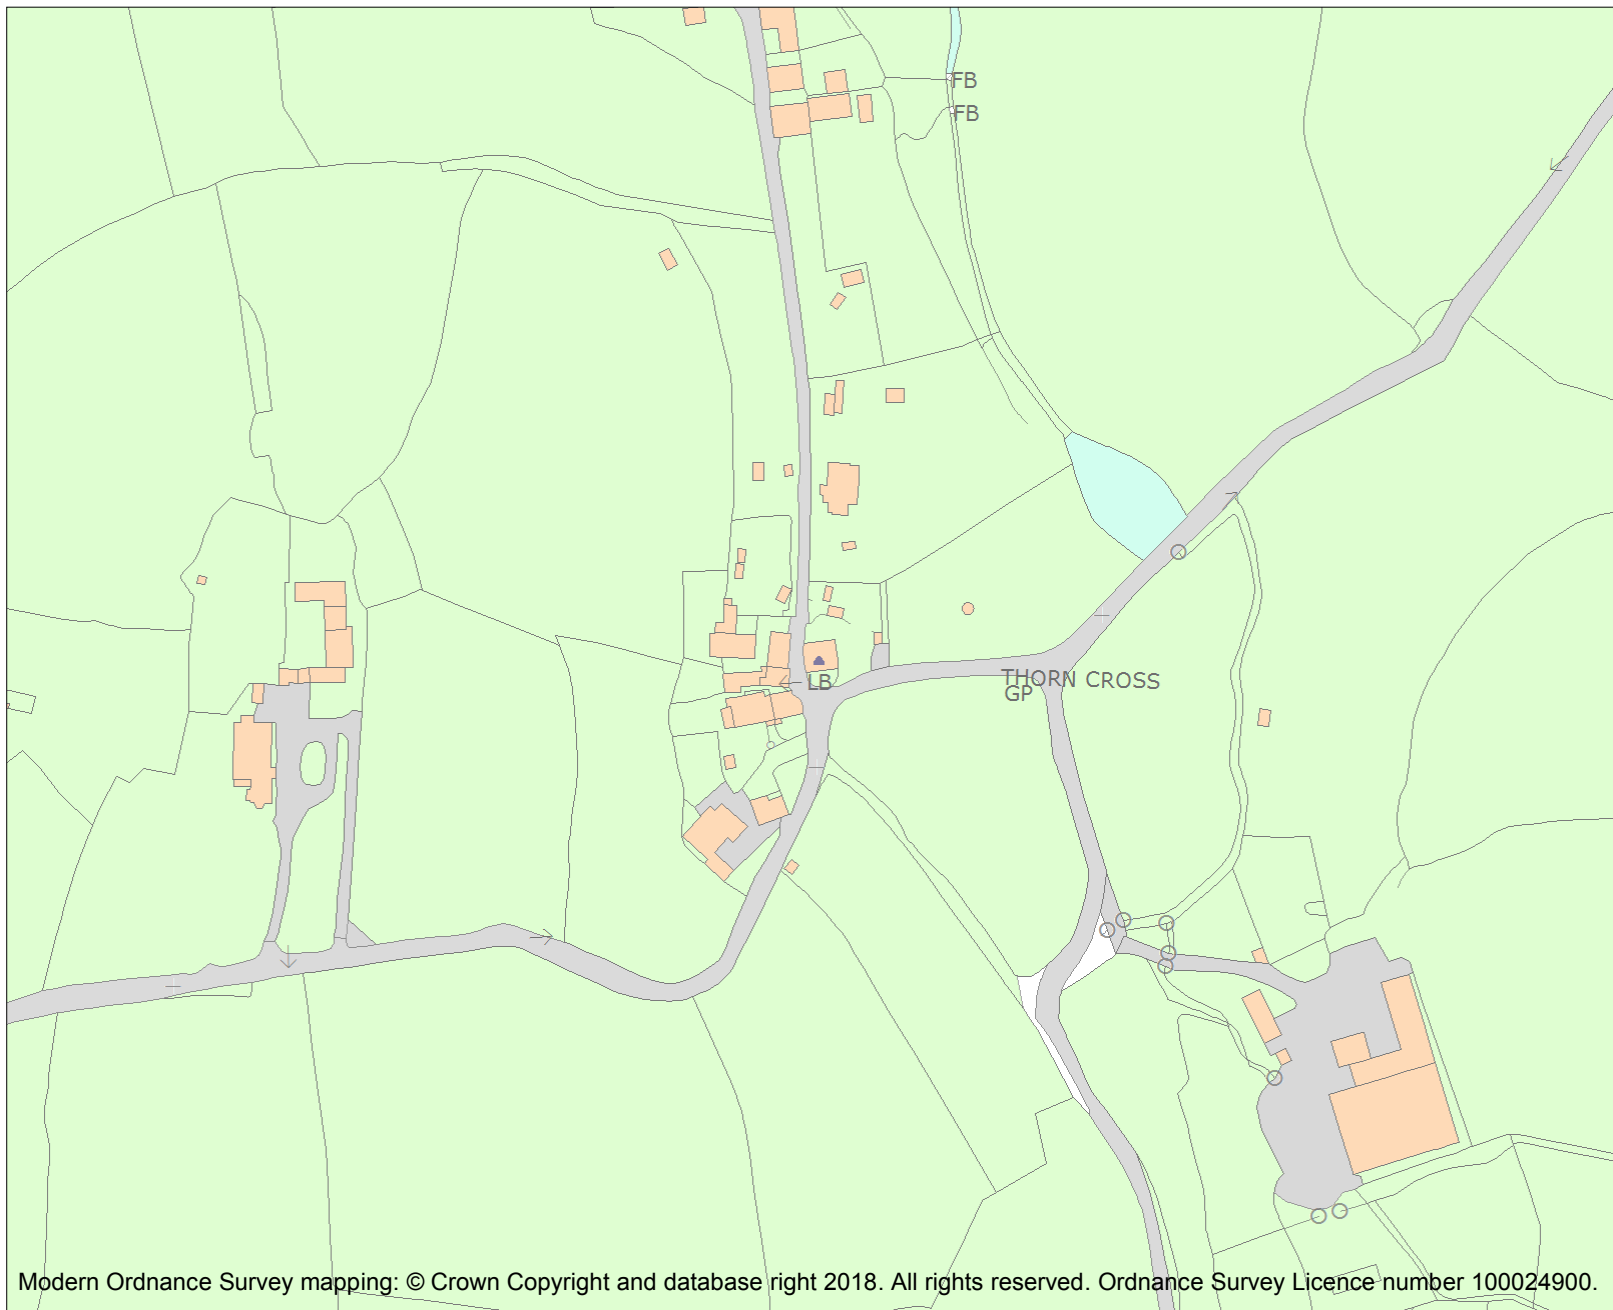 FB
FB
THORN CROSS
LB
GP
Modern Ordnance Survey mapping: © Crown Copyright and database right 2018. All rights reserved. Ordnance Survey Licence number 100024900.